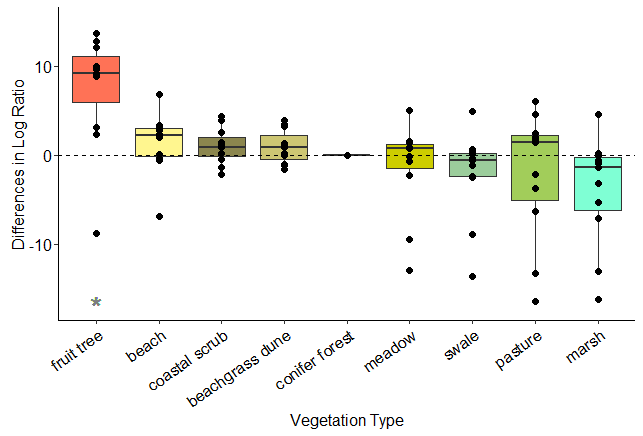 Differences in Log Ratio
10
0
-10
*
fruit tree
beach
coastal scrub
beachgrass dune
conifer forest
meadow
swale
pasture
marsh
Vegetation Type